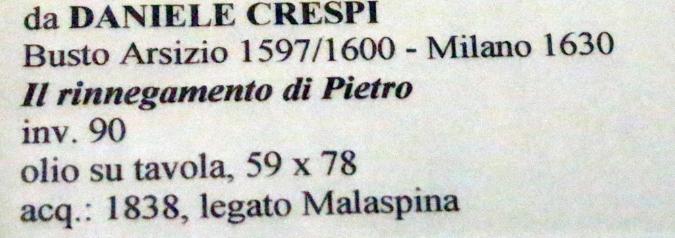 da DANIELE CRESPI
Busto Arsizio 1597/1600 - Milano 1630
Il rinnegamento di Pietro
inv. 90
olio su tavola, 59 x 78
acq.: 1838, legato Malaspina